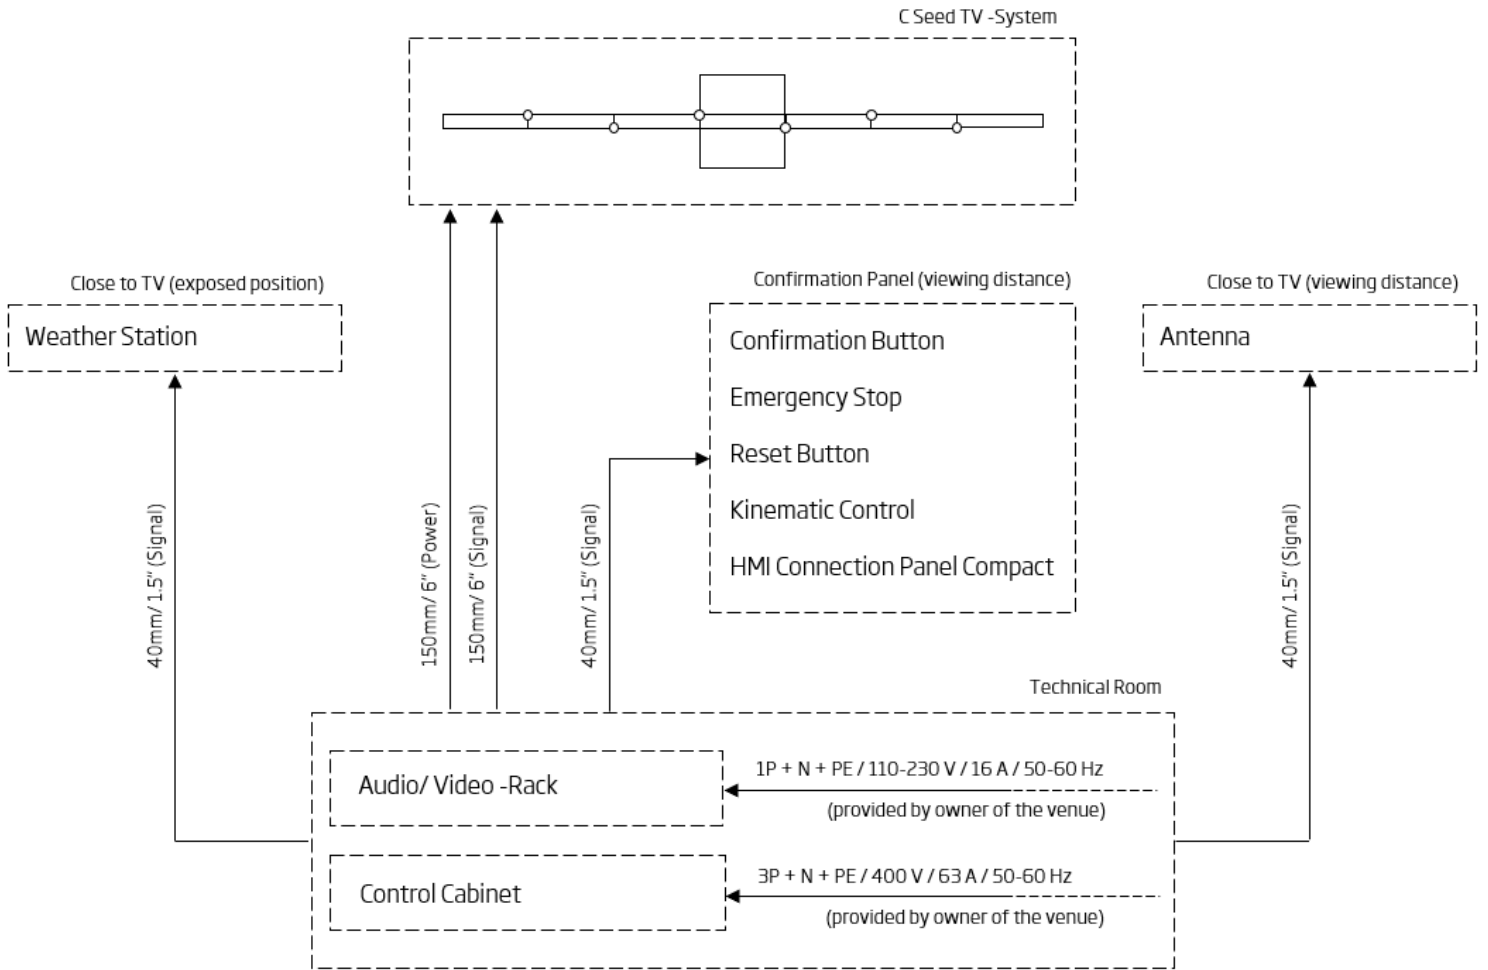 C Seed TV -System
Close to TV (exposed position)
Weather Station
Confirmation Panel (viewing distance)
Confirmation Button
Emergency Stop
Reset Button
Kinematic Control
HMI Connection Panel Compact
Close to TV (viewing distance)
Antenna
40mm/ 1.5" (Signal)
150mm/ 6" (Power)
150mm/ 6" (Signal)
40mm/ 1.5" (Signal)
40mm/ 1.5" (Signal)
Technical Room
Audio/ Video -Rack
1P + N + PE / 110-230 V / 16 A / 50-60 Hz
(provided by owner of the venue)
Control Cabinet
3P + N + PE / 400 V / 63 A / 50-60 Hz
(provided by owner of the venue)